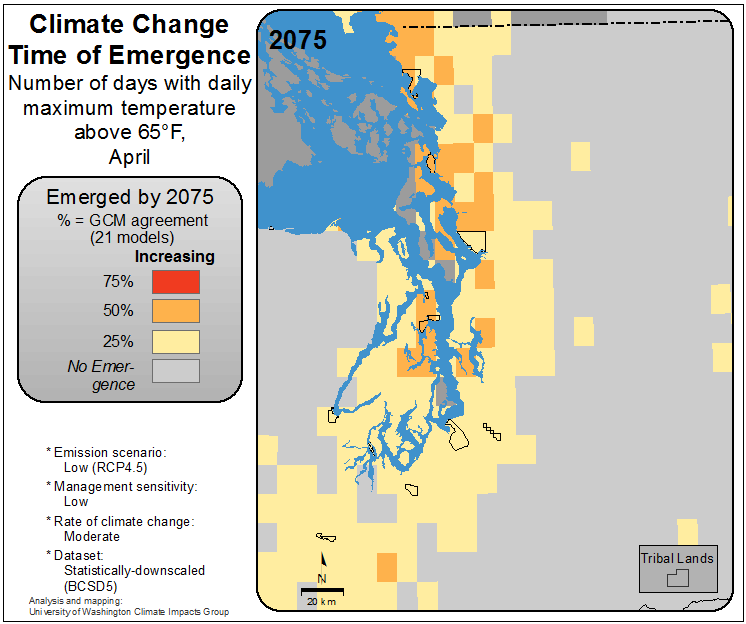 Climate Change
Time of Emergence
Number of days with daily
maximum temperature
above 65°F,
April
Emerged by 2075
% = GCM agreement
(21 models)
Increasing
75%
50%
25%
No Emer-
gence
* Emission scenario:
Low (RCP4.5)
* Management sensitivity:
Low
* Rate of climate change:
Moderate
* Dataset:
Statistically-downscaled
(BCSD5)
Analysis and mapping:
University of Washington Climate Impacts Group
2075
N
20 km
Tribal Lands